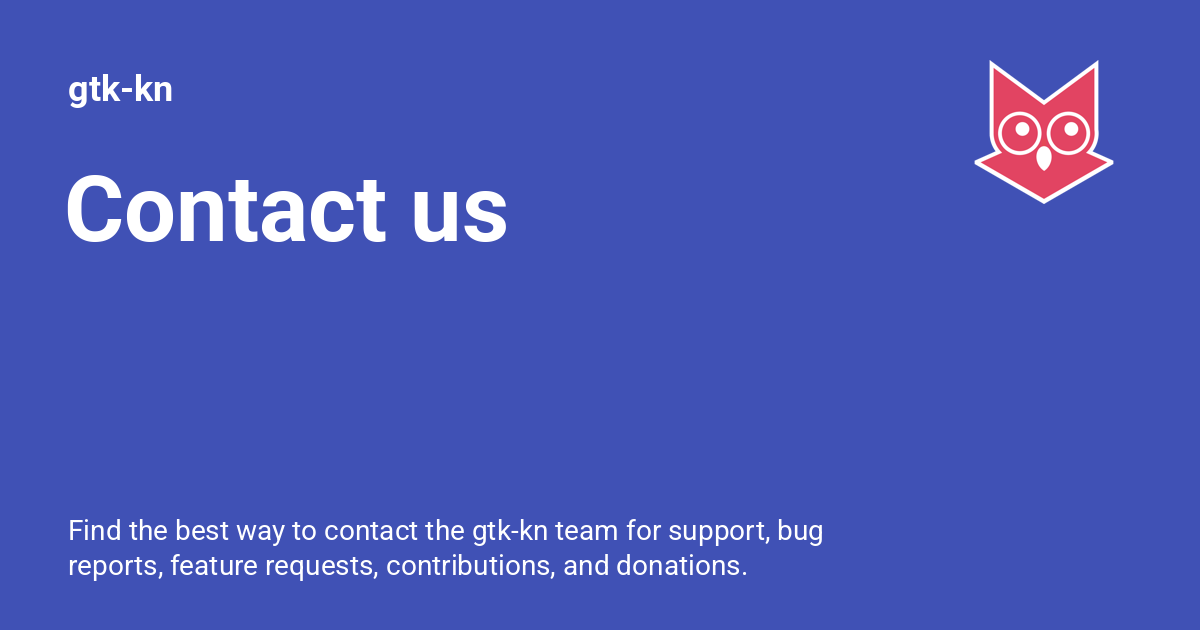 gtk-kn
Contact us
Find the best way to contact the gtk-kn team for support, bug
reports, feature requests, contributions, and donations.